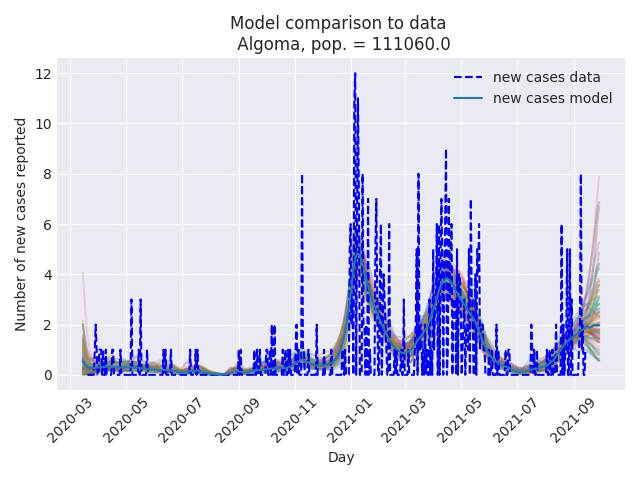 Model comparison to data
Algoma, pop. = 111060.0
new cases data
new cases model
Number of new cases reported
12
10
8
6
4
2
0
2020-03
2020-05
2020-07
2020-09
2020-11
2021-01
2021-03
2021-05
2021-07
2021-09
Day